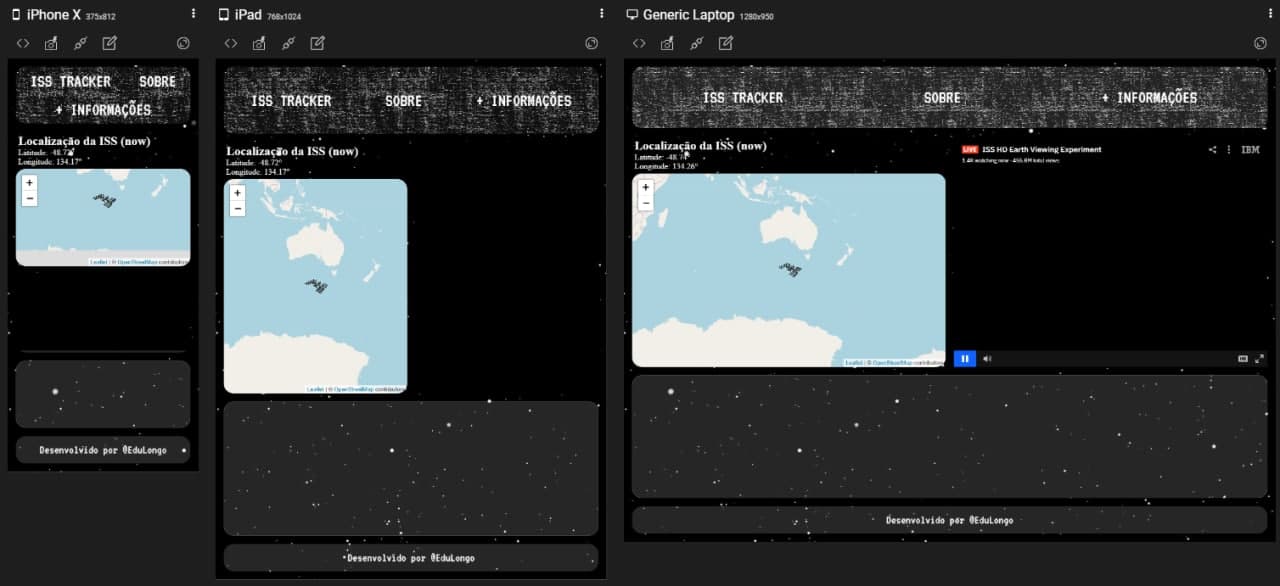 iPhone X 375x812
ISS TRACKER SOBRE
+ INFORMAÇÕES
Localização da ISS (now)
Latitude: -48.72°
Longitude: 134.17°
+
−
Leaflet | © OpenStreetMap contributors
Desenvolvido por @EduLongo
iPad 768x1024
ISS TRACKER SOBRE + INFORMAÇÕES
Localização da ISS (now)
Latitude: -48.72°
Longitude: 134.17°
+
−
Leaflet | © OpenStreetMap contributors
Desenvolvido por @EduLongo
Generic Laptop 1280x950
ISS TRACKER SOBRE + INFORMAÇÕES
Localização da ISS (now)
Latitude:
Longitude: 134.26°
+
−
Leaflet | © OpenStreetMap contributors
LIVE ISS HD Earth Viewing Experiment IBM
1.4K watching now · 455.8M total views
Desenvolvido por @EduLongo